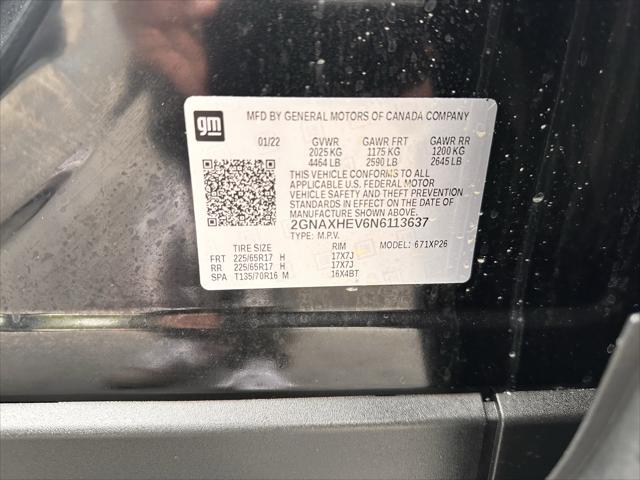 gm
MFD BY GENERAL MOTORS OF CANADA COMPANY
01/22 GVWR GAWR FRT GAWR RR
2025 KG 1175 KG 1200 KG
4464 LB 2590 LB 2645 LB
THIS VEHICLE CONFORMS TO ALL
APPLICABLE U.S. FEDERAL MOTOR
VEHICLE SAFETY AND THEFT PREVENTION
STANDARDS IN EFFECT ON THE DATE OF
MANUFACTURE SHOWN ABOVE.
2GNAXHEV6N6113637
TYPE: M.P.V.
TIRE SIZE RIM MODEL: 671XP26
FRT 225/65R17 H 17X7J
RR 225/65R17 H 17X7J
SPA T135/70R16 M 16X4BT